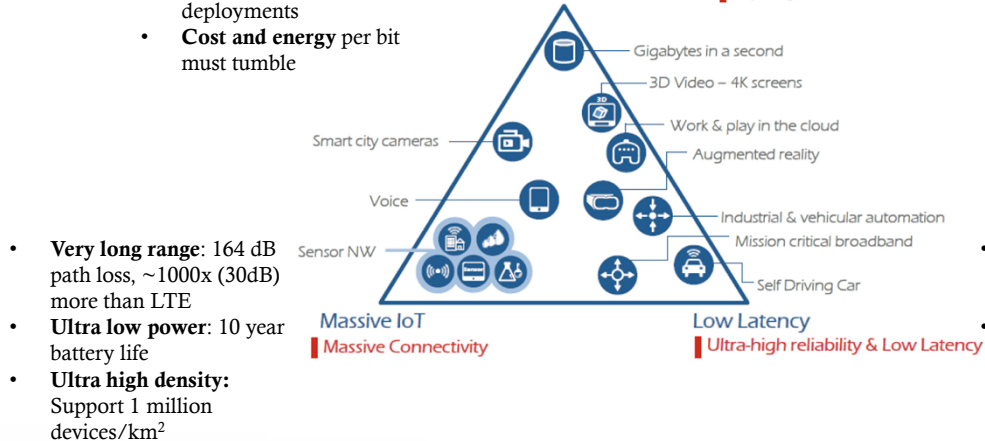 deployments
• Cost and energy per bit
must tumble
Gigabytes in a second
3D Video – 4K screens
3D
Smart city cameras
Work & play in the cloud
Augmented reality
Voice
Industrial & vehicular automation
Mission critical broadband
Sensor NW
Sensor
Self Driving Car
• Very long range: 164 dB
path loss, ~1000x (30dB)
more than LTE
• Ultra low power: 10 year
battery life
• Ultra high density:
Support 1 million
devices/km²
Massive IoT
Massive Connectivity
Low Latency
Ultra-high reliability & Low Latency
•
•